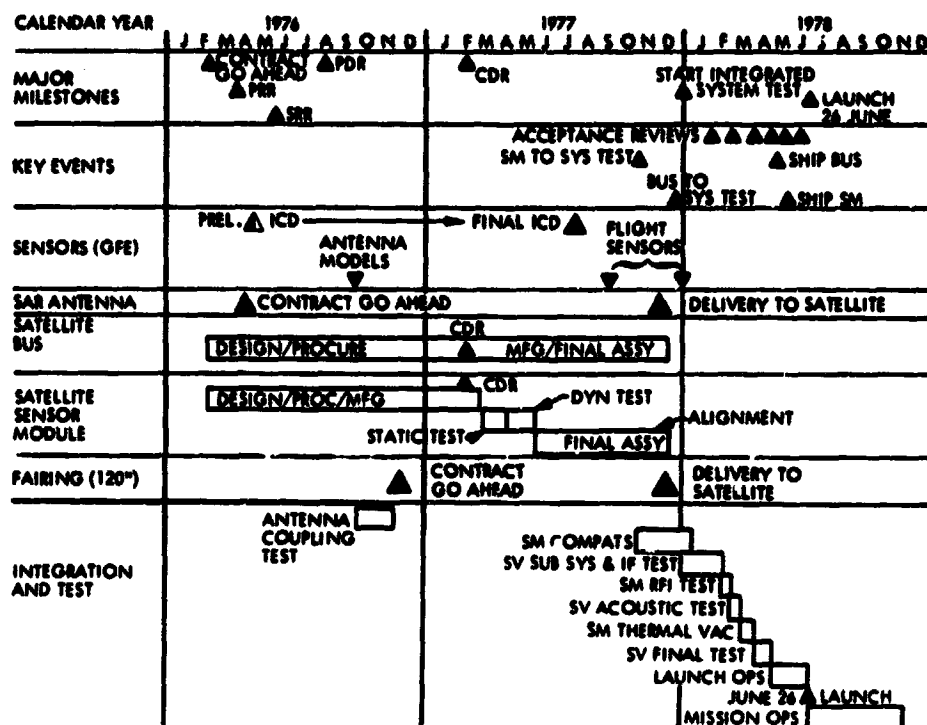 CALENDAR YEAR 1976 1977 1978
J F M A M J J A S O N D J F M A M J J A S O N D J F M A M J J A S O N D
MAJOR MILESTONES
CONTRACT GO AHEAD
PDR
PRR
SRR
CDR
START INTEGRATED SYSTEM TEST
LAUNCH 26 JUNE
KEY EVENTS
ACCEPTANCE REVIEWS
SM TO SYS TEST
SHIP BUS
BUS TO SYS TEST
SHIP SM
SENSORS (GFE)
PREL. ICD
FINAL ICD
ANTENNA MODELS
FLIGHT SENSORS
SAR ANTENNA
CONTRACT GO AHEAD
DELIVERY TO SATELLITE
SATELLITE BUS
DESIGN/PROCURE
CDR
MFG/FINAL ASSY
SATELLITE SENSOR MODULE
DESIGN/PROC/MFG
CDR
DYN TEST
STATIC TEST
ALIGNMENT
FINAL ASSY
FAIRING (120")
CONTRACT GO AHEAD
DELIVERY TO SATELLITE
INTEGRATION AND TEST
ANTENNA COUPLING TEST
SM COMPATS
SV SUB SYS & IF TEST
SM RFI TEST
SV ACOUSTIC TEST
SM THERMAL VAC
SV FINAL TEST
LAUNCH OPS
JUNE 26 LAUNCH
MISSION OPS